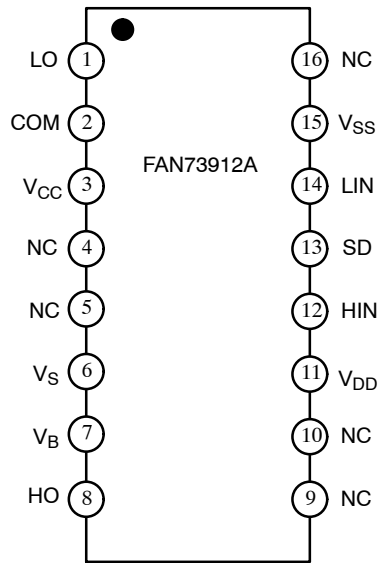 LO 1 16 NC
COM 2 15 VSS
FAN73912A
VCC 3 14 LIN
NC 4 13 SD
NC 5 12 HIN
VS 6 11 VDD
VB 7 10 NC
HO 8 9 NC